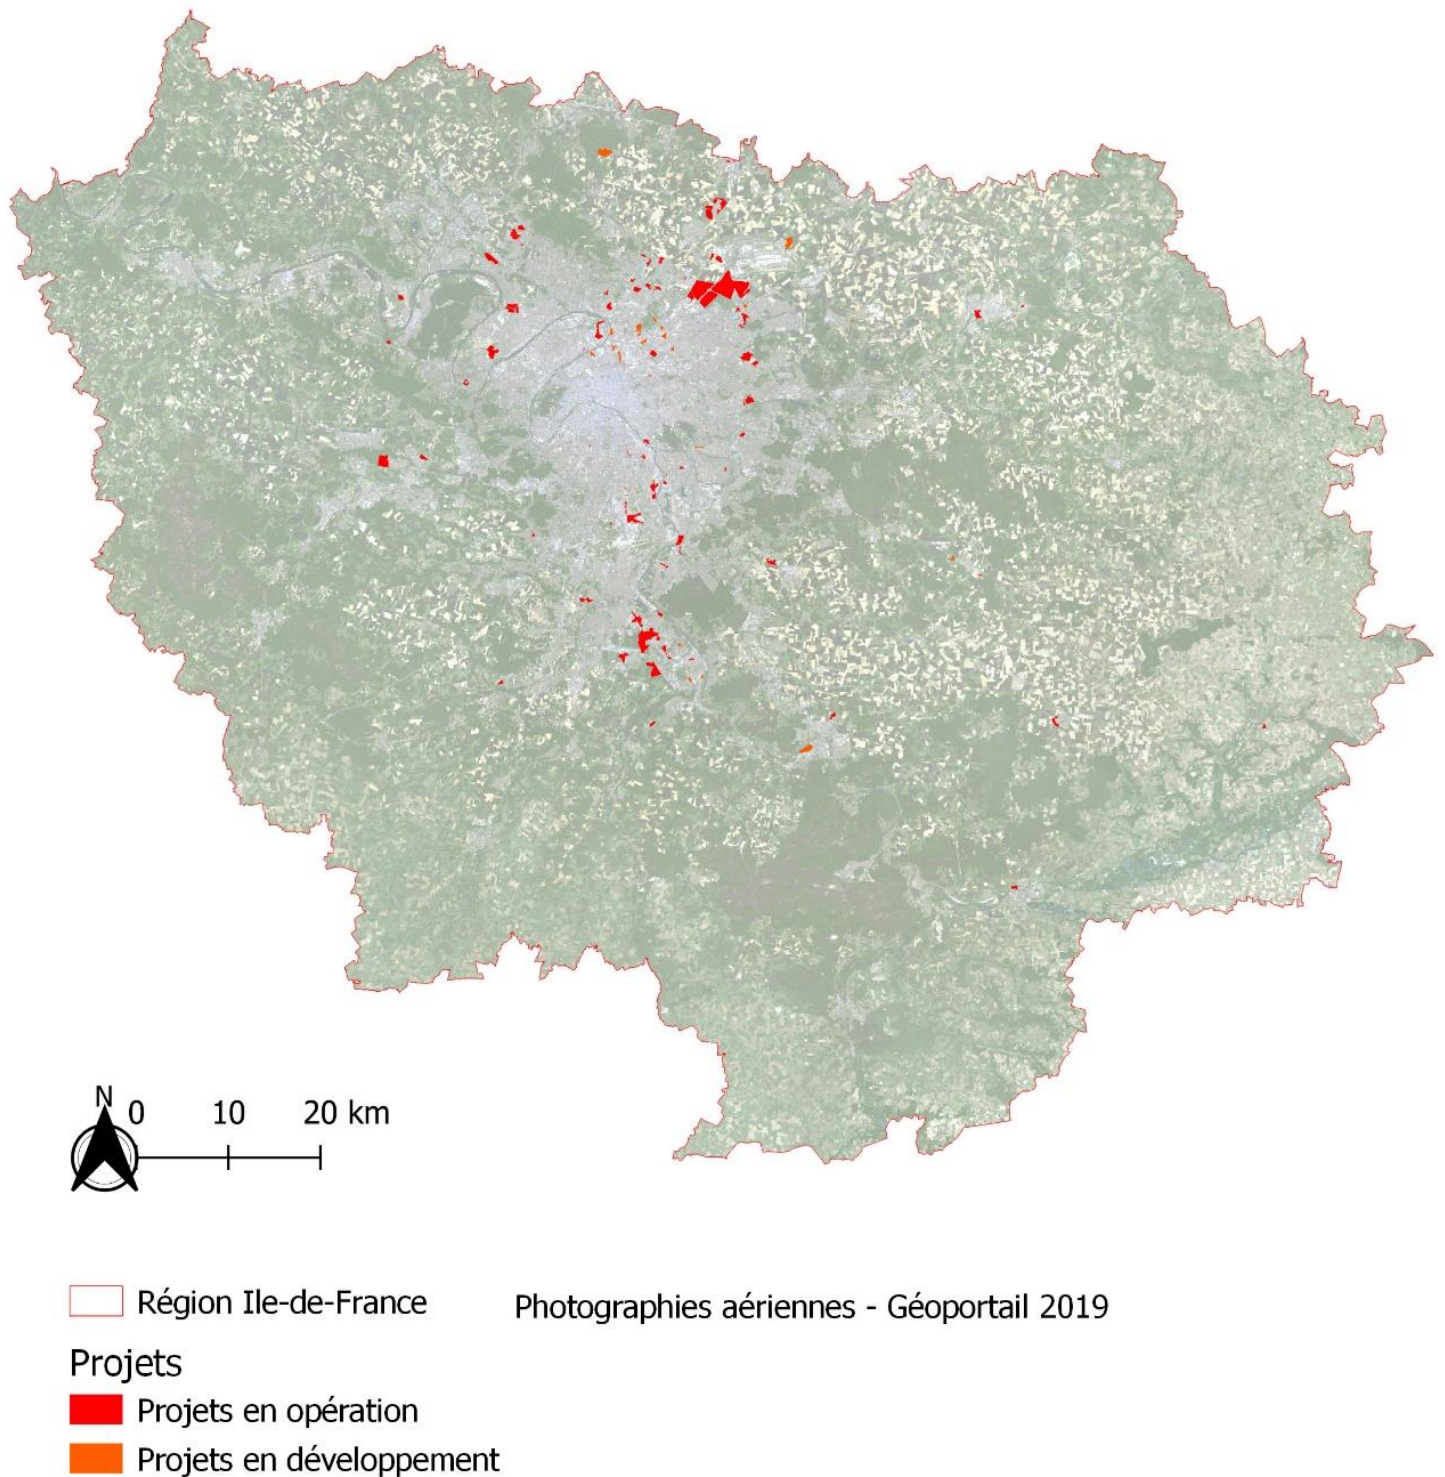 N
0 10 20 km
Région Ile-de-France
Photographies aériennes - Géoportail 2019
Projets
Projets en opération
Projets en développement